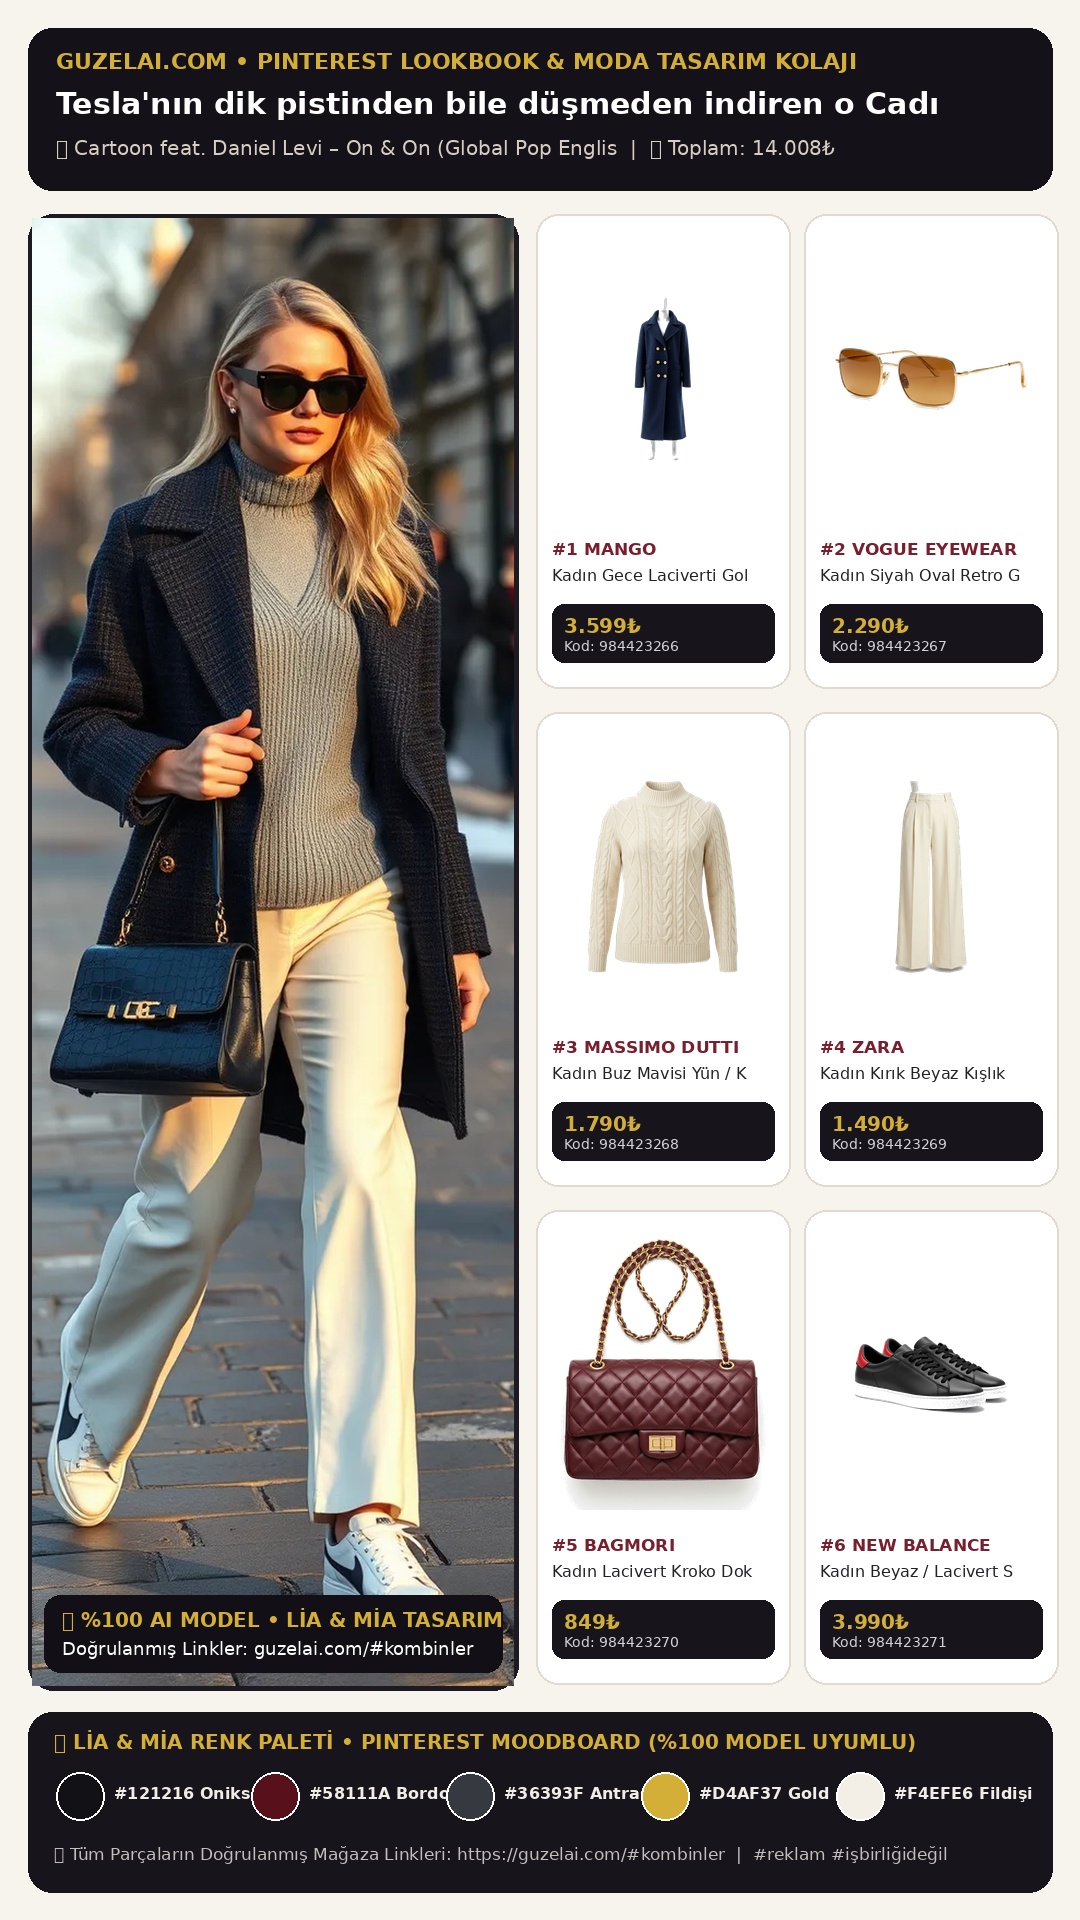 GUZELAI.COM • PINTEREST LOOKBOOK & MODA TASARIM KOLAJI
Tesla'nın dik pistinden bile düşmeden indiren o Cadı
Cartoon feat. Daniel Levi – On & On (Global Pop Englis | Toplam: 14.008₺
#1 MANGO
Kadın Gece Laciverti Gol
3.599₺
Kod: 984423266
#2 VOGUE EYEWEAR
Kadın Siyah Oval Retro G
2.290₺
Kod: 984423267
#3 MASSIMO DUTTI
Kadın Buz Mavisi Yün / K
1.790₺
Kod: 984423268
#4 ZARA
Kadın Kırık Beyaz Kışlık
1.490₺
Kod: 984423269
#5 BAGMORI
Kadın Lacivert Kroko Dok
849₺
Kod: 984423270
#6 NEW BALANCE
Kadın Beyaz / Lacivert S
3.990₺
Kod: 984423271
%100 AI MODEL • LİA & MİA TASARIM
Doğrulanmış Linkler: guzelai.com/#kombinler
LİA & MİA RENK PALETİ • PINTEREST MOODBOARD (%100 MODEL UYUMLU)
#121216 Oniks #58111A Bordo #36393F Antra #D4AF37 Gold #F4EFE6 Fildişi
Tüm Parçaların Doğrulanmış Mağaza Linkleri: https://guzelai.com/#kombinler | #reklam #işbirliğideğil